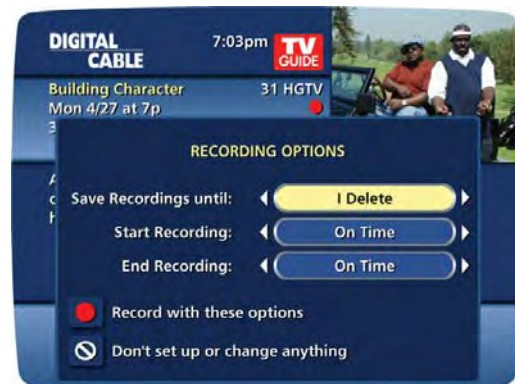 DIGITAL CABLE
7:03pm
TV GUIDE
Building Character 31 HGTV
Mon 4/27 at 7p
3
RECORDING OPTIONS
A
Save Recordings until: I Delete
Start Recording: On Time
End Recording: On Time
Record with these options
Don't set up or change anything